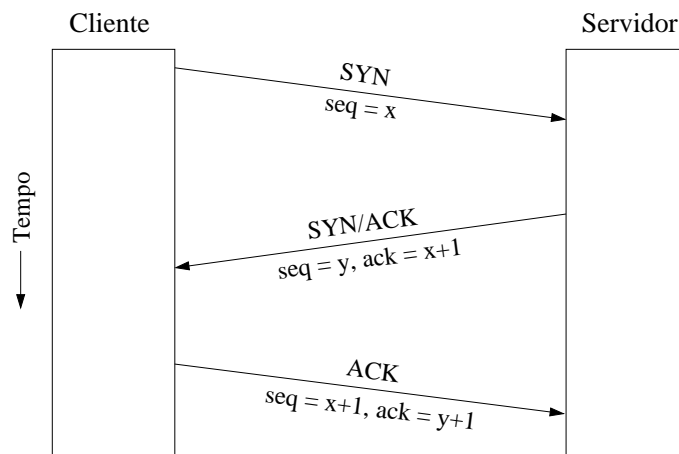 Cliente
Servidor
SYN
seq = x
SYN/ACK
seq = y, ack = x+1
Tempo
ACK
seq = x+1, ack = y+1